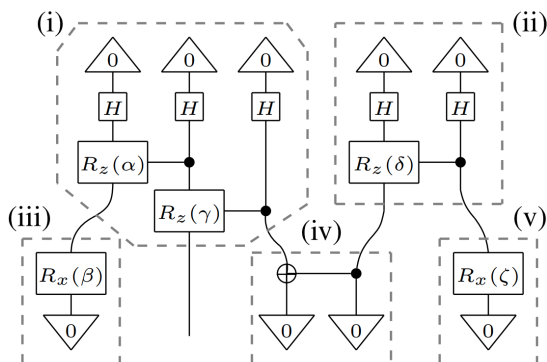 (i) (ii)
0 0 0 0 0
H H H H H
R_z(α) R_z(δ)
R_z(γ)
(iii) (iv) (v)
R_x(β) R_x(ζ)
0 0 0 0